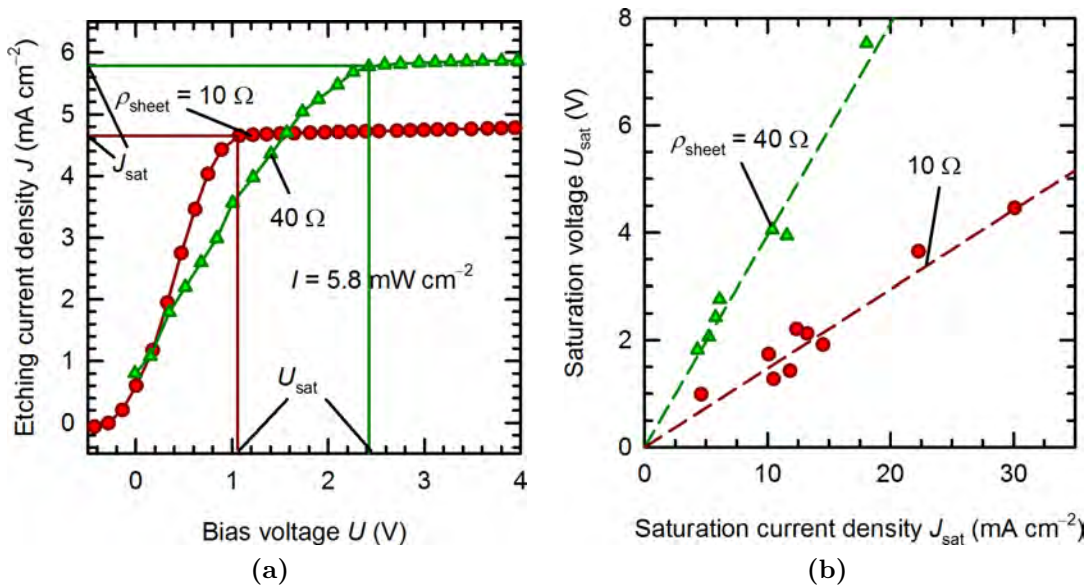 6
5
4
3
2
1
0
Etching current density J (mA cm⁻²)
ρsheet = 10 Ω
Jsat
40 Ω
I = 5.8 mW cm⁻²
Usat
0 1 2 3 4
Bias voltage U (V)
(a)
8
6
4
2
0
Saturation voltage Usat (V)
ρsheet = 40 Ω
10 Ω
0 10 20 30
Saturation current density Jsat (mA cm⁻²)
(b)